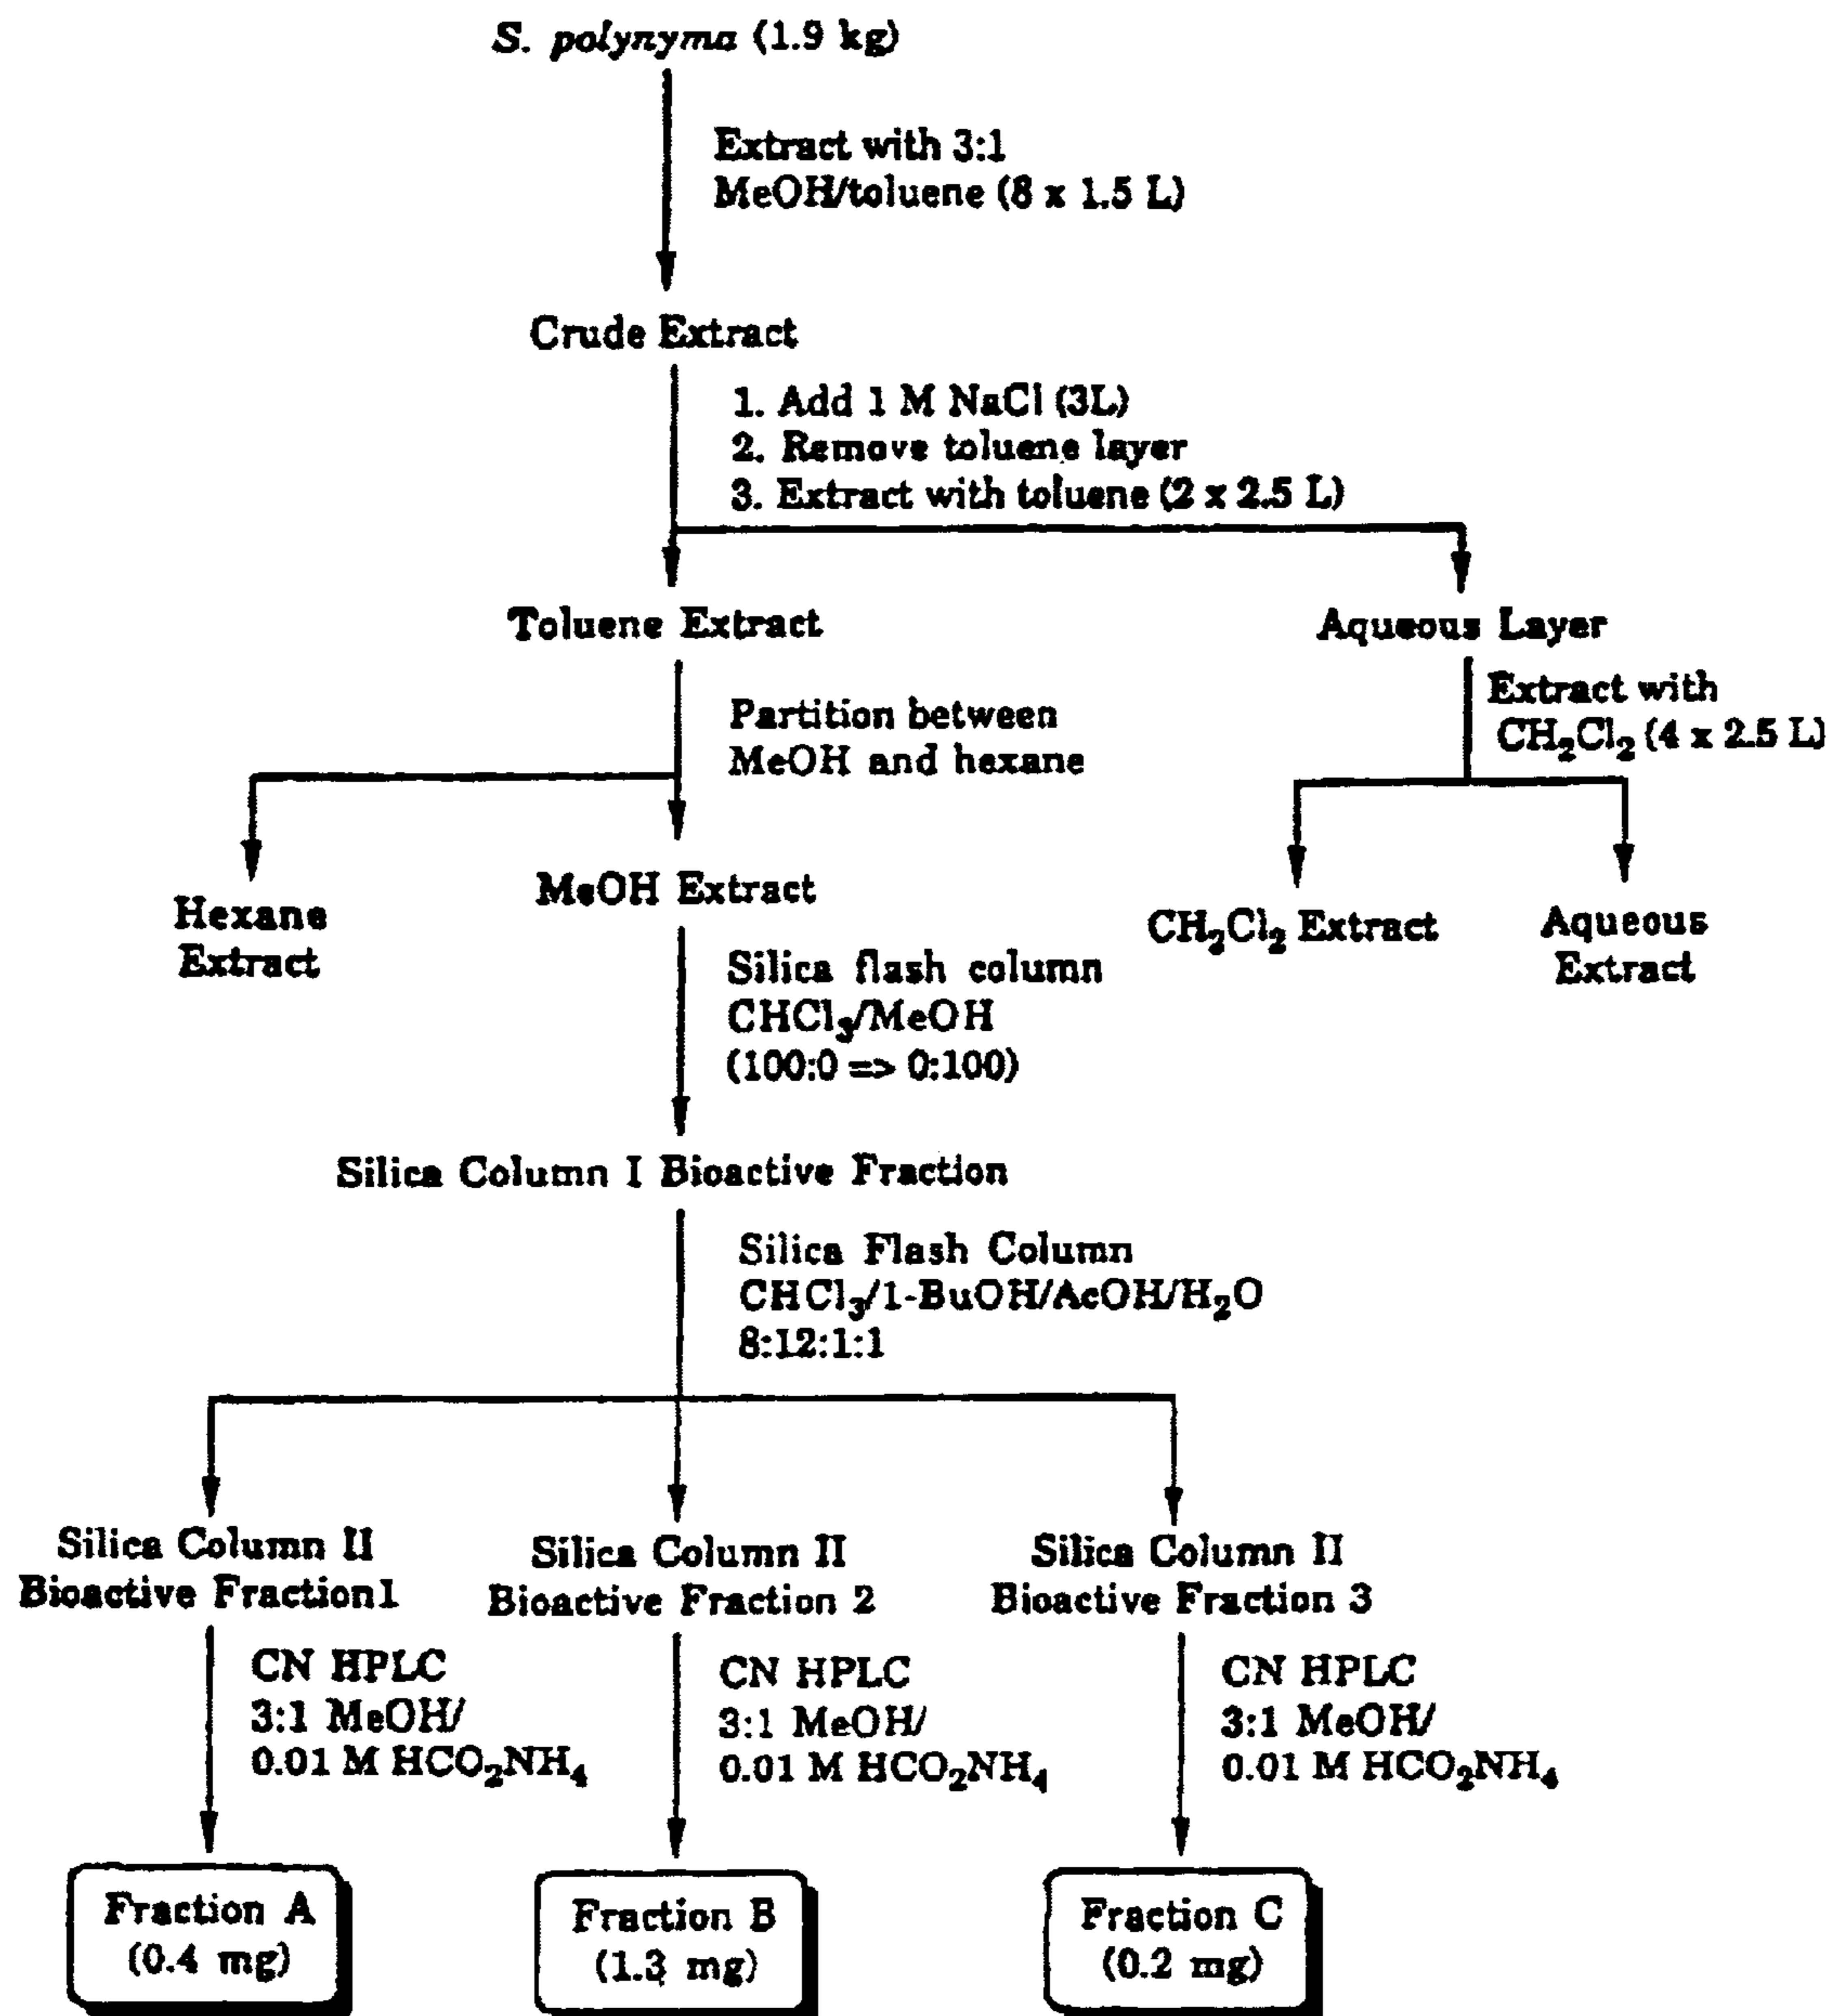 S. polynyma (1.9 kg)
Extract with 3:1
MeOH/toluene (8 x 1.5 L)
Crude Extract
1. Add 1 M NaCl (3L)
2. Remove toluene layer
3. Extract with toluene (2 x 2.5 L)
Toluene Extract
Aqueous Layer
Partition between
MeOH and hexane
Extract with
CH₂Cl₂ (4 x 2.5 L)
Hexane
Extract
MeOH Extract
CH₂Cl₂ Extract
Aqueous
Extract
Silica flash column
CHCl₃/MeOH
(100:0 => 0:100)
Silica Column I Bioactive Fraction
Silica Flash Column
CHCl₃/1-BuOH/AcOH/H₂O
8:12:1:1
Silica Column II
Bioactive Fraction1
Silica Column II
Bioactive Fraction 2
Silica Column II
Bioactive Fraction 3
CN HPLC
3:1 MeOH/
0.01 M HCO₂NH₄
CN HPLC
3:1 MeOH/
0.01 M HCO₂NH₄
CN HPLC
3:1 MeOH/
0.01 M HCO₂NH₄
Fraction A
(0.4 mg)
Fraction B
(1.3 mg)
Fraction C
(0.2 mg)